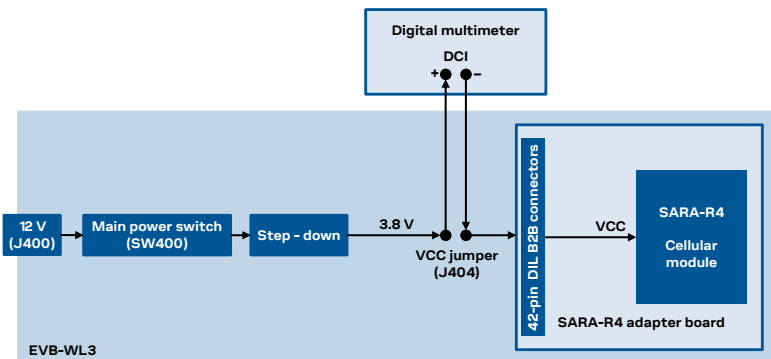 Digital multimeter
DCI
+ –
42-pin DIL B2B connectors
12 V
(J400)
Main power switch
(SW400)
Step - down
3.8 V
VCC jumper
(J404)
VCC
SARA-R4
Cellular
module
SARA-R4 adapter board
EVB-WL3